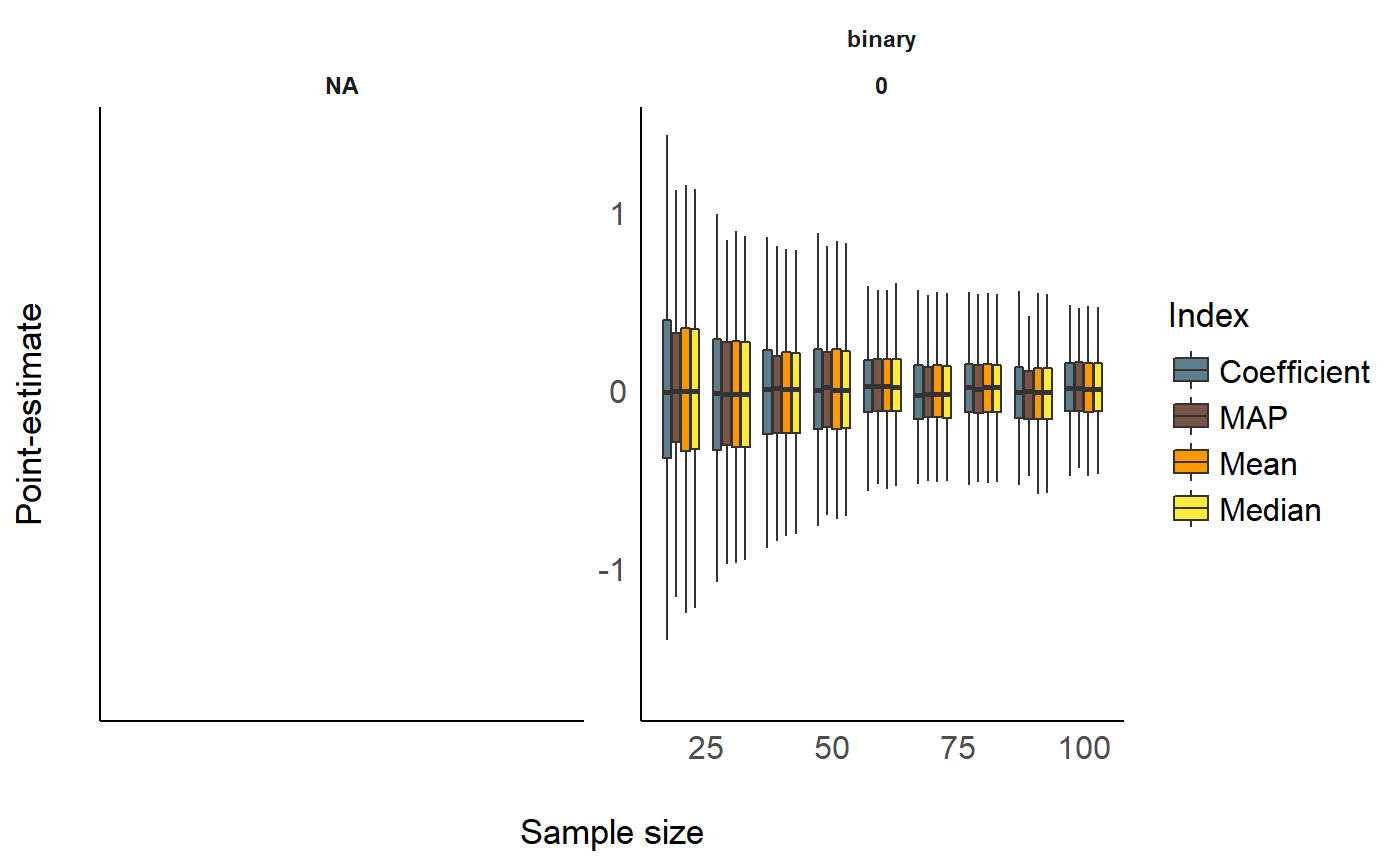 binary
NA
0
Point-estimate
1
0
-1
25
50
75
100
Sample size
Index
Coefficient
MAP
Mean
Median